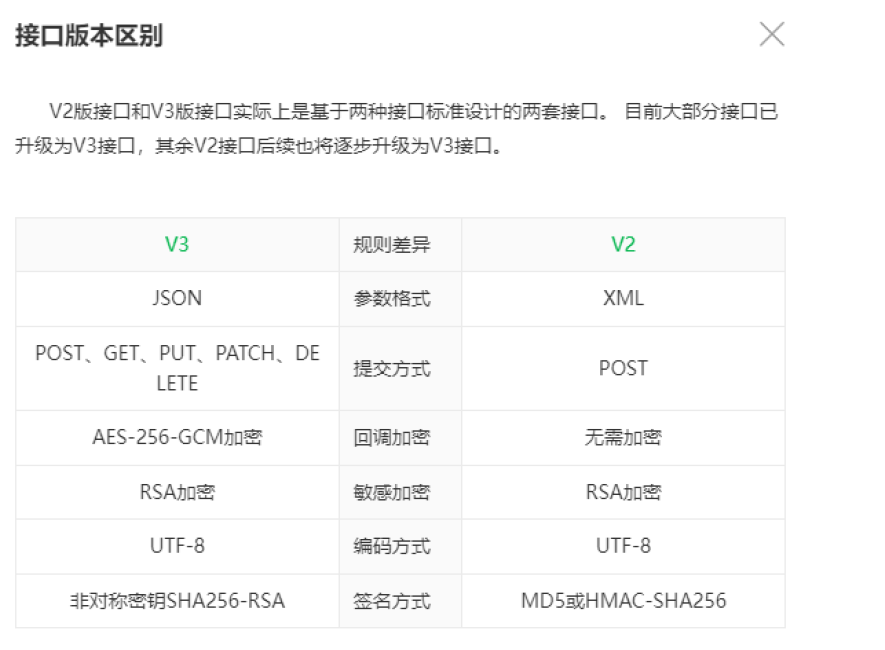 接口版本区别
V2版接口和V3版接口实际上是基于两种接口标准设计的两套接口。 目前大部分接口已
升级为V3接口，其余V2接口后续也将逐步升级为V3接口。
V3 规则差异 V2
JSON 参数格式 XML
POST、GET、PUT、PATCH、DE
LETE 提交方式 POST
AES-256-GCM加密 回调加密 无需加密
RSA加密 敏感加密 RSA加密
UTF-8 编码方式 UTF-8
非对称密钥SHA256-RSA 签名方式 MD5或HMAC-SHA256